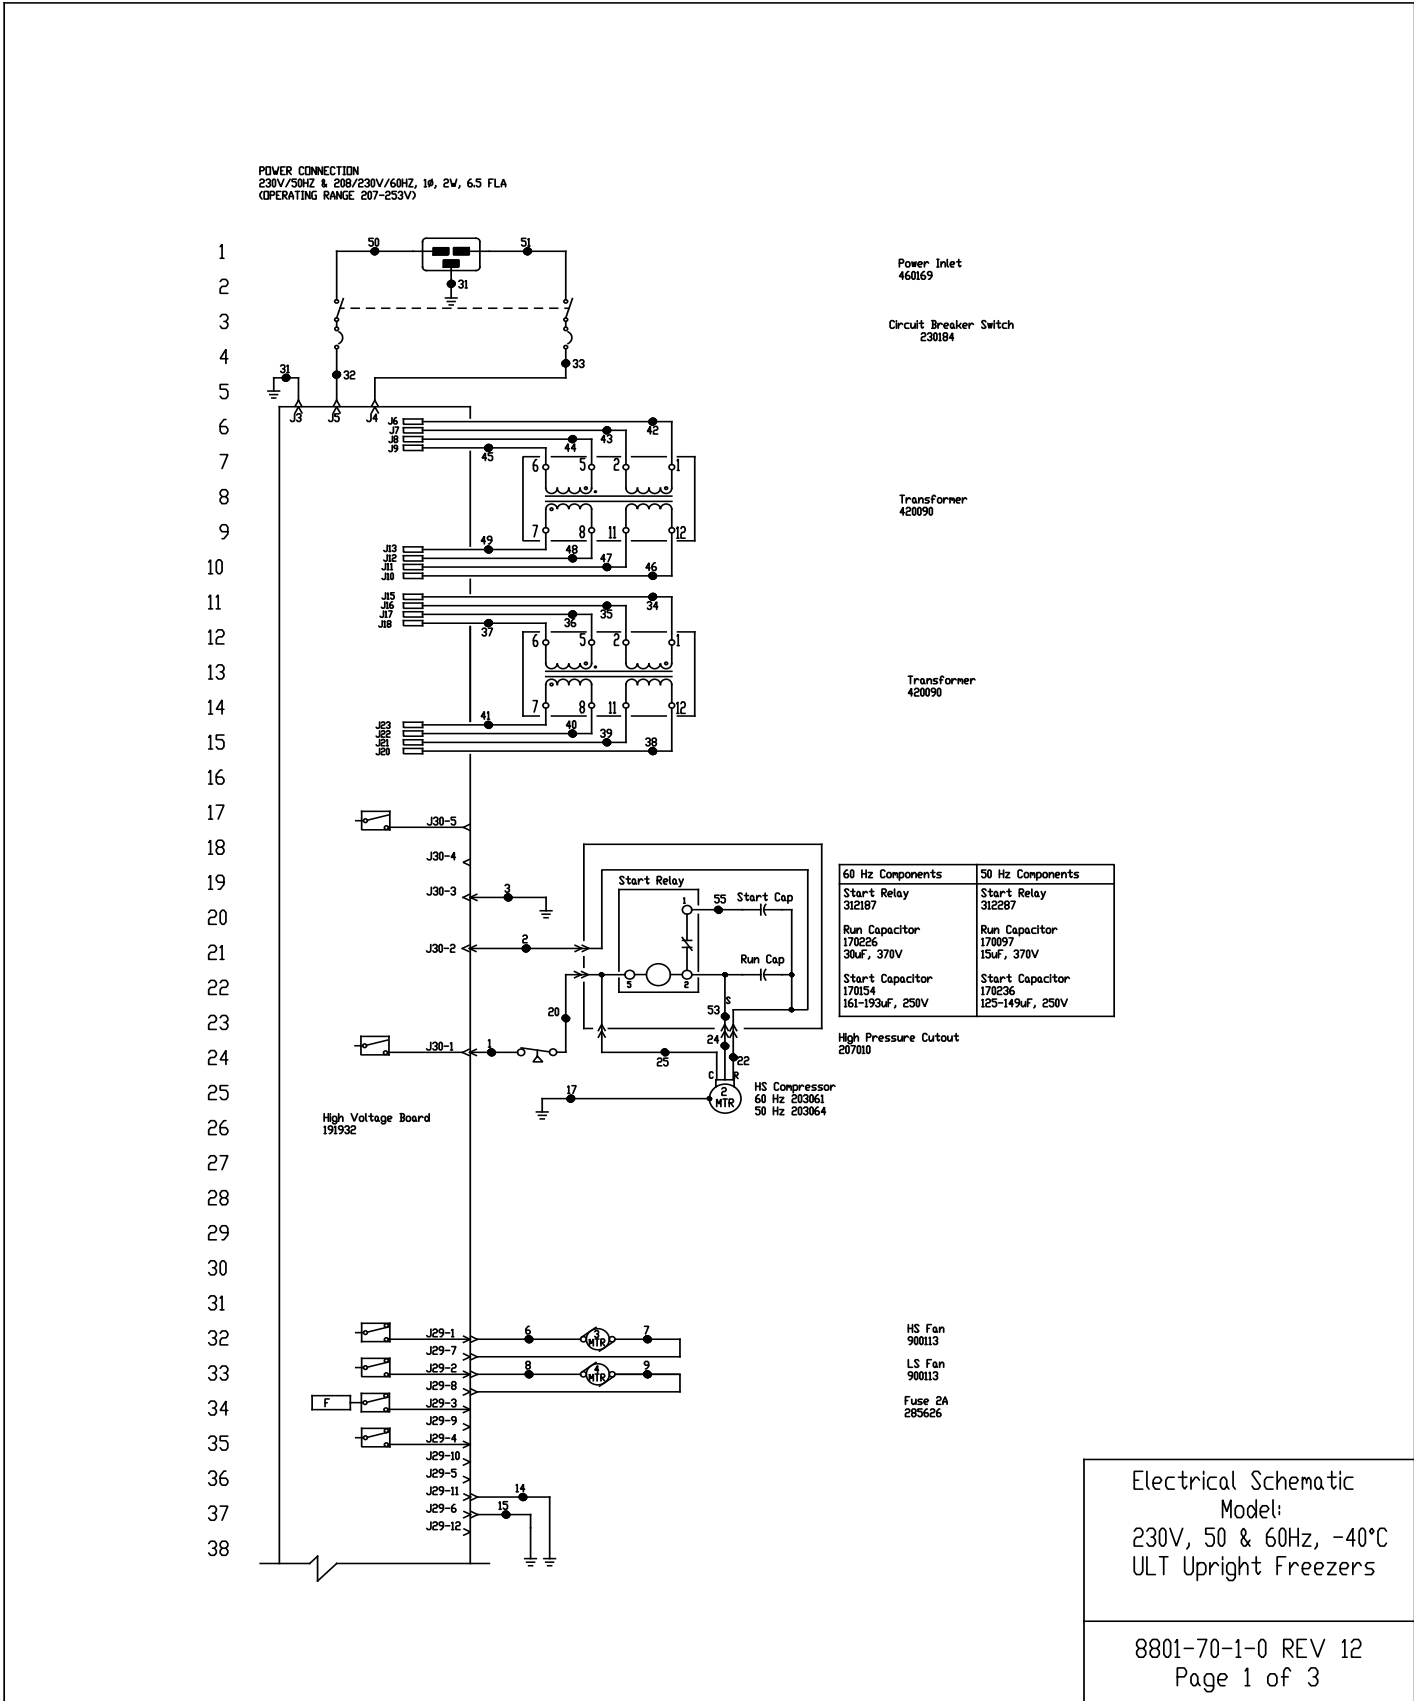 POWER CONNECTION
230V/50HZ & 208/230V/60HZ, 1ø, 2W, 6.5 FLA
(OPERATING RANGE 207-253V)
1
50
51
Power Inlet
460169
2
31
3
Circuit Breaker Switch
230184
4
33
31
32
5
J3
J5
J4
6
J6
J7
J8
J9
42
43
44
45
7
6
5
2
1
8
Transformer
420090
9
7
8
11
12
J13
J12
J11
J10
49
48
47
46
10
11
J15
J16
J17
J18
34
35
36
37
12
6
5
2
1
13
Transformer
420090
14
7
8
11
12
J23
J22
J21
J20
41
40
39
38
15
16
17
J30-5
18
J30-4
19
J30-3
3
Start Relay
1
55
Start Cap
20
21
J30-2
2
Run Cap
22
5
2
S
23
20
53
24
24
J30-1
1
25
22
C
R
25
17
2
MTR
HS Compressor
60 Hz 203061
50 Hz 203064
60 Hz Components
50 Hz Components
Start Relay
312187
Start Relay
312287
Run Capacitor
170226
30uF, 370V
Run Capacitor
170097
15uF, 370V
Start Capacitor
170154
161-193uF, 250V
Start Capacitor
170236
125-149uF, 250V
High Pressure Cutout
207010
High Voltage Board
191932
26
27
28
29
30
31
32
J29-1
6
3
MTR
7
HS Fan
900113
J29-7
33
J29-2
8
4
MTR
9
LS Fan
900113
J29-8
34
F
J29-3
Fuse 2A
285626
J29-9
35
J29-4
J29-10
36
J29-5
J29-11
14
37
J29-6
15
J29-12
38
Electrical Schematic
Model:
230V, 50 & 60Hz, -40°C
ULT Upright Freezers
8801-70-1-0 REV 12
Page 1 of 3